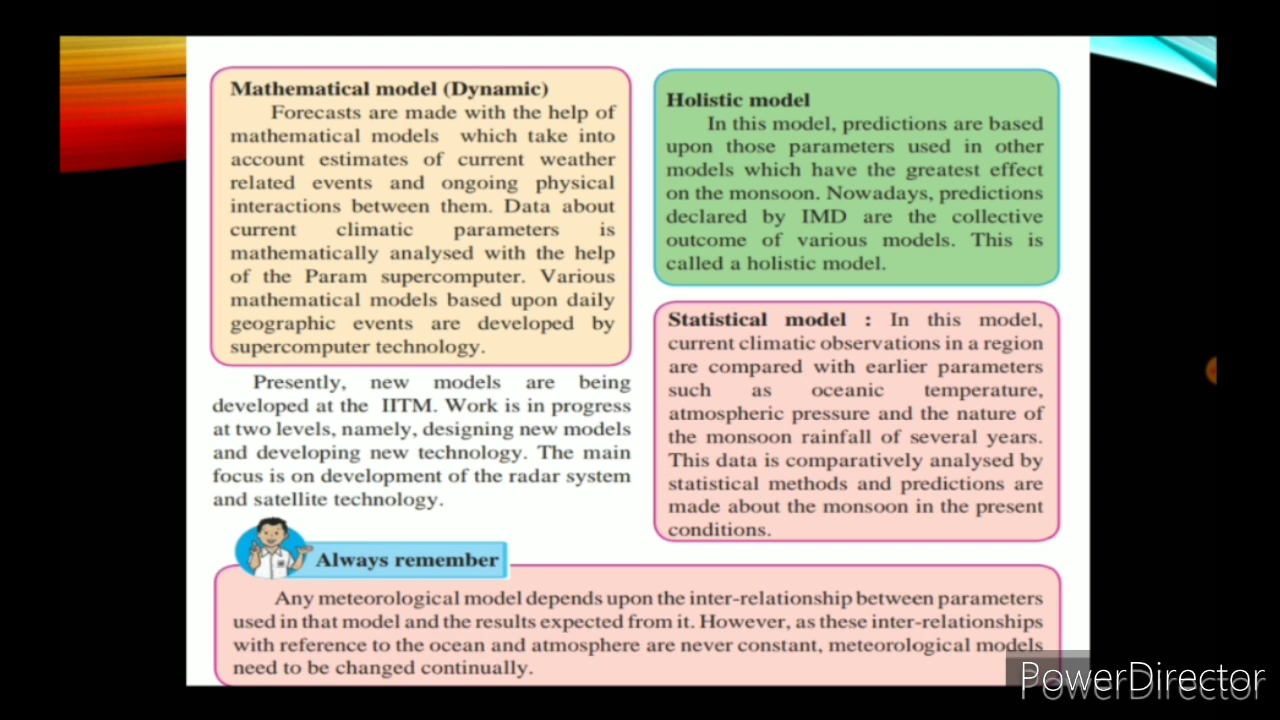 Mathematical model (Dynamic)
Forecasts are made with the help of
mathematical models which take into
account estimates of current weather
related events and ongoing physical
interactions between them. Data about
current climatic parameters is
mathematically analysed with the help
of the Param supercomputer. Various
mathematical models based upon daily
geographic events are developed by
supercomputer technology.
Presently, new models are being
developed at the IITM. Work is in progress
at two levels, namely, designing new models
and developing new technology. The main
focus is on development of the radar system
and satellite technology.
Holistic model
In this model, predictions are based
upon those parameters used in other
models which have the greatest effect
on the monsoon. Nowadays, predictions
declared by IMD are the collective
outcome of various models. This is
called a holistic model.
Statistical model : In this model,
current climatic observations in a region
are compared with earlier parameters
such as oceanic temperature,
atmospheric pressure and the nature of
the monsoon rainfall of several years.
This data is comparatively analysed by
statistical methods and predictions are
made about the monsoon in the present
conditions.
Always remember
Any meteorological model depends upon the inter-relationship between parameters
used in that model and the results expected from it. However, as these inter-relationships
with reference to the ocean and atmosphere are never constant, meteorological models
need to be changed continually.
PowerDirector